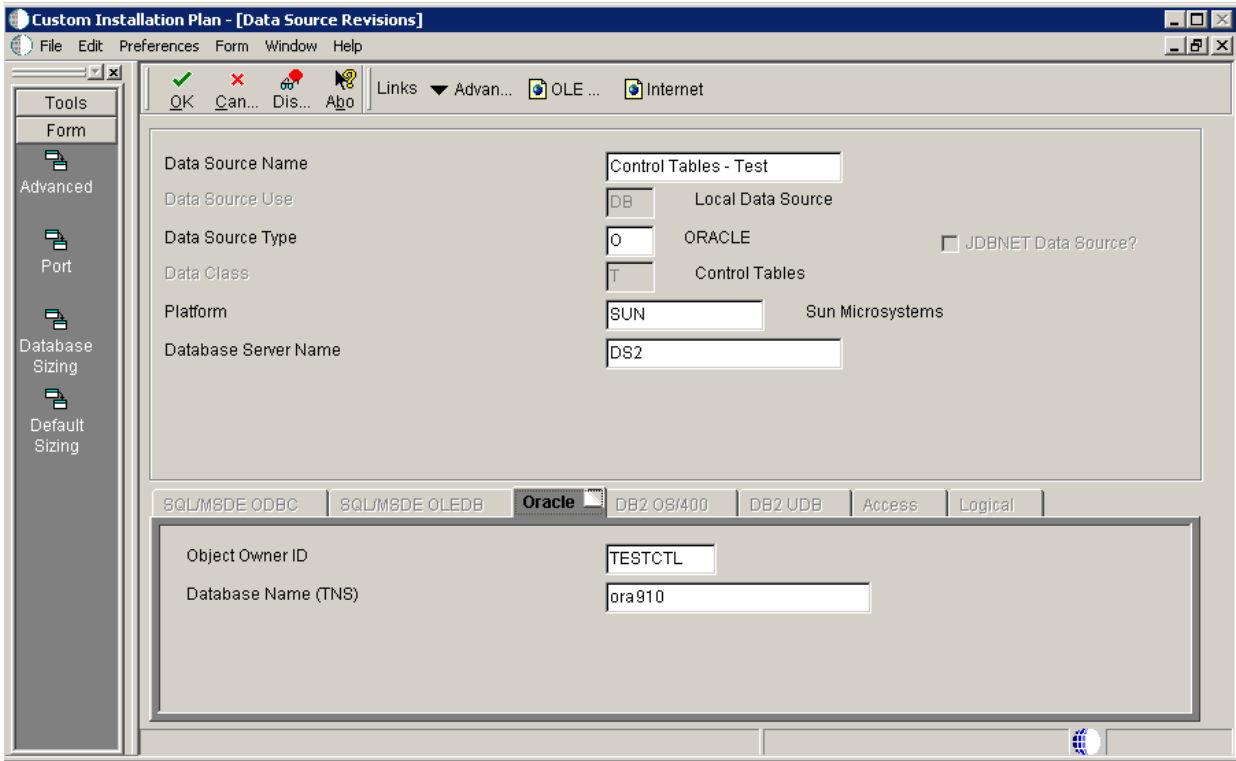 Custom Installation Plan - [Data Source Revisions]
File Edit Preferences Form Window Help
OK Can... Dis... Abo Links Advan... OLE ... Internet
Tools
Form
Advanced
Port
Database
Sizing
Default
Sizing
Data Source Name Control Tables - Test
Data Source Use DB Local Data Source
Data Source Type O ORACLE JDBNET Data Source?
Data Class T Control Tables
Platform SUN Sun Microsystems
Database Server Name DS2
SQL/MSDE ODBC SQL/MSDE OLEDB Oracle DB2 OS/400 DB2 UDB Access Logical
Object Owner ID TESTCTL
Database Name (TNS) ora910